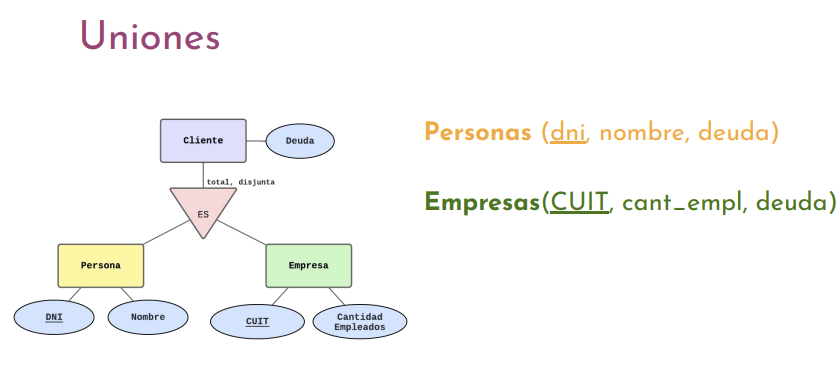 Uniones
Cliente
Deuda
total, disjunta
ES
Persona
Empresa
DNI
Nombre
CUIT
Cantidad
Empleados
Personas (dni, nombre, deuda)
Empresas(CUIT, cant_empl, deuda)